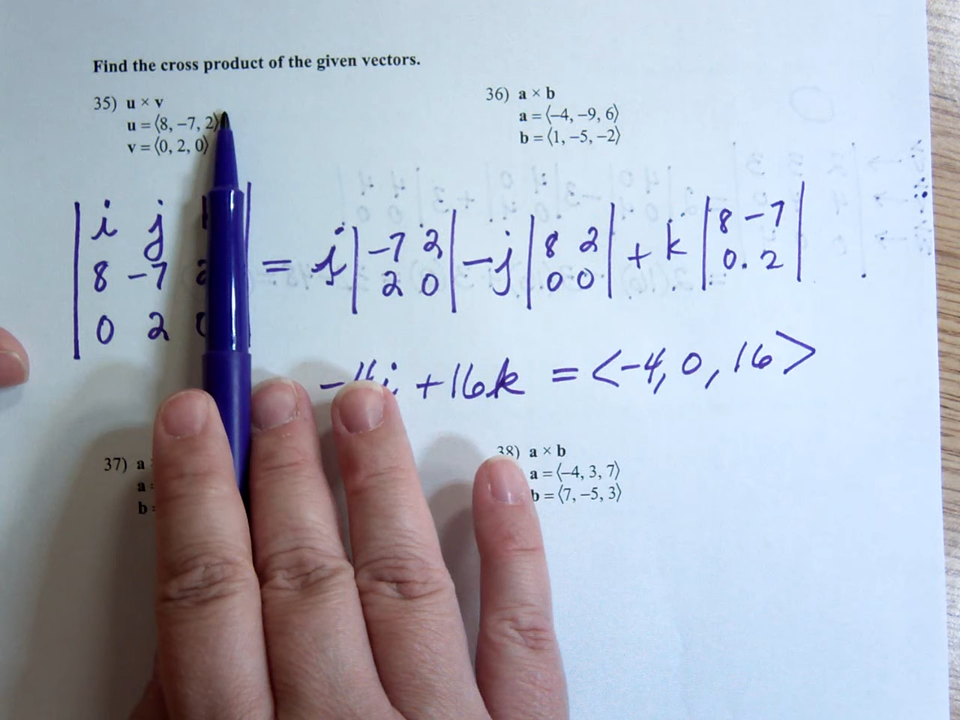 Find the cross product of the given vectors.
35) u × v
u = ⟨8, −7, 2⟩
v = ⟨0, 2, 0⟩
36) a × b
a = ⟨−4, −9, 6⟩
b = ⟨1, −5, −2⟩
| i j | = i | −7 2 | − j | 8 2 | + k | 8 −7 |
8 −7 2 0 0 0 0. 2
0 2
−4i + 16k = < −4, 0, 16 >
37) a
a =
b =
38) a × b
a = ⟨−4, 3, 7⟩
b = ⟨7, −5, 3⟩